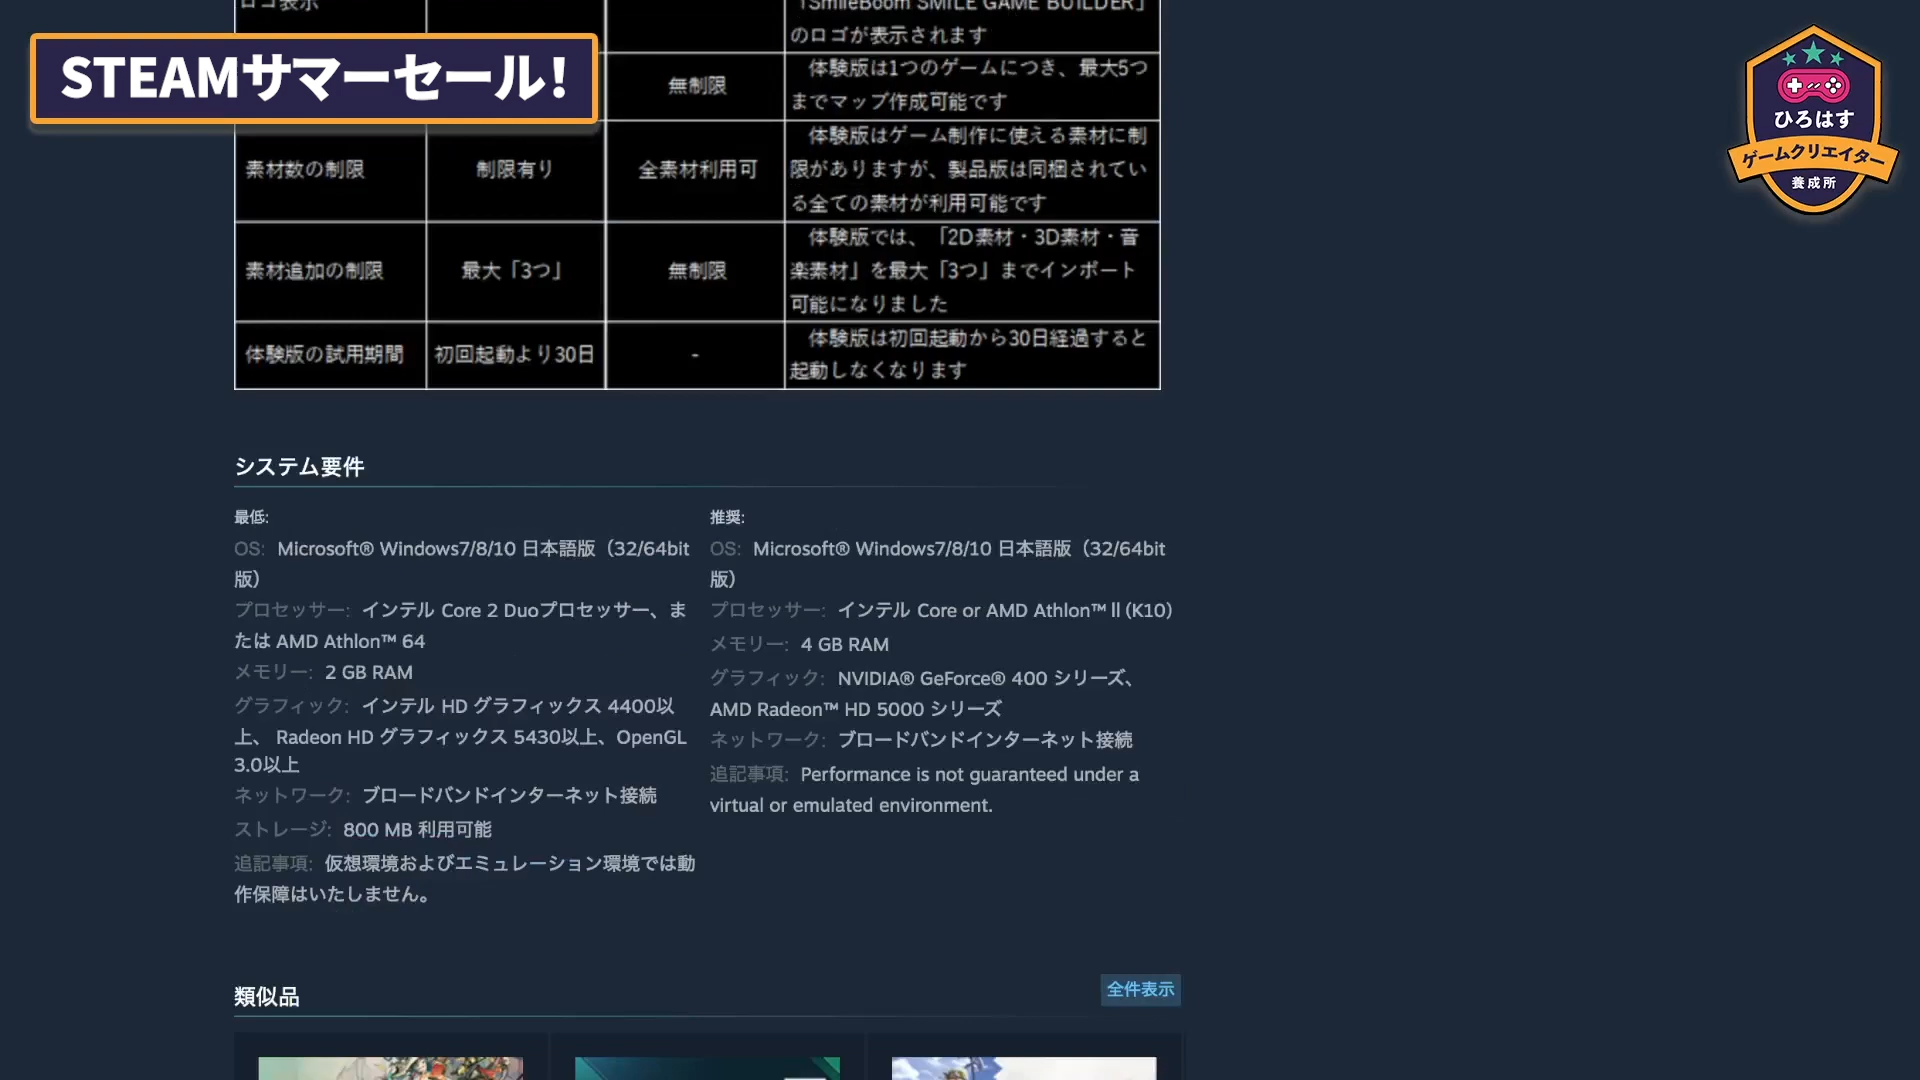 ロゴ表示
「SmileBoom SMILE GAME BUILDER」
のロゴが表示されます
STEAMサマーセール!
無制限
体験版は1つのゲームにつき、最大5つ
までマップ作成可能です
素材数の制限
制限有り
全素材利用可
体験版はゲーム制作に使える素材に制
限がありますが、製品版は同梱されてい
る全ての素材が利用可能です
素材追加の制限
最大「3つ」
無制限
体験版では、「2D素材・3D素材・音
楽素材」を最大「3つ」までインポート
可能になりました
体験版の試用期間
初回起動より30日
-
体験版は初回起動から30日経過すると
起動しなくなります
ひろはす
ゲームクリエイター
養成所
システム要件
最低:
OS: Microsoft® Windows7/8/10 日本語版（32/64bit
版）
プロセッサー: インテル Core 2 Duoプロセッサー、ま
たは AMD Athlon™ 64
メモリー: 2 GB RAM
グラフィック: インテル HD グラフィックス 4400以
上、 Radeon HD グラフィックス 5430以上、OpenGL
3.0以上
ネットワーク: ブロードバンドインターネット接続
ストレージ: 800 MB 利用可能
追記事項: 仮想環境およびエミュレーション環境では動
作保障はいたしません。
推奨:
OS: Microsoft® Windows7/8/10 日本語版（32/64bit
版）
プロセッサー: インテル Core or AMD Athlon™ II (K10)
メモリー: 4 GB RAM
グラフィック: NVIDIA® GeForce® 400 シリーズ、
AMD Radeon™ HD 5000 シリーズ
ネットワーク: ブロードバンドインターネット接続
追記事項: Performance is not guaranteed under a
virtual or emulated environment.
類似品
全件表示